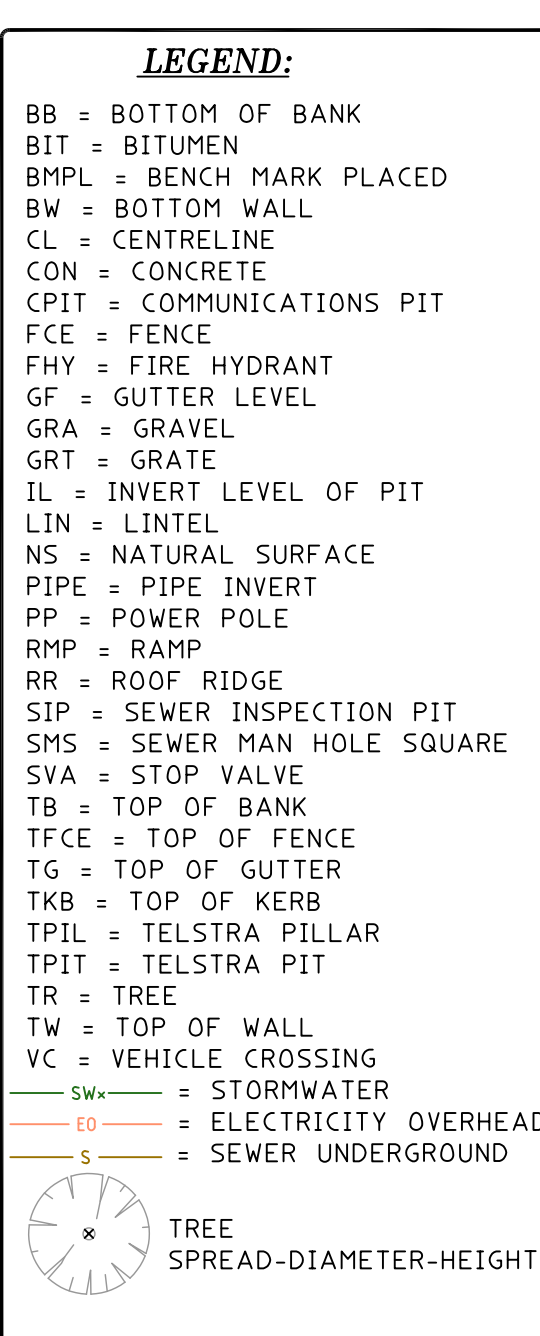 LEGEND:
BB = BOTTOM OF BANK
BIT = BITUMEN
BMPL = BENCH MARK PLACED
BW = BOTTOM WALL
CL = CENTRELINE
CON = CONCRETE
CPIT = COMMUNICATIONS PIT
FCE = FENCE
FHY = FIRE HYDRANT
GF = GUTTER LEVEL
GRA = GRAVEL
GRT = GRATE
IL = INVERT LEVEL OF PIT
LIN = LINTEL
NS = NATURAL SURFACE
PIPE = PIPE INVERT
PP = POWER POLE
RMP = RAMP
RR = ROOF RIDGE
SIP = SEWER INSPECTION PIT
SMS = SEWER MAN HOLE SQUARE
SVA = STOP VALVE
TB = TOP OF BANK
TFCE = TOP OF FENCE
TG = TOP OF GUTTER
TKB = TOP OF KERB
TPIL = TELSTRA PILLAR
TPIT = TELSTRA PIT
TR = TREE
TW = TOP OF WALL
VC = VEHICLE CROSSING
SWx = STORMWATER
EO = ELECTRICITY OVERHEAD
S = SEWER UNDERGROUND
TREE
SPREAD-DIAMETER-HEIGHT